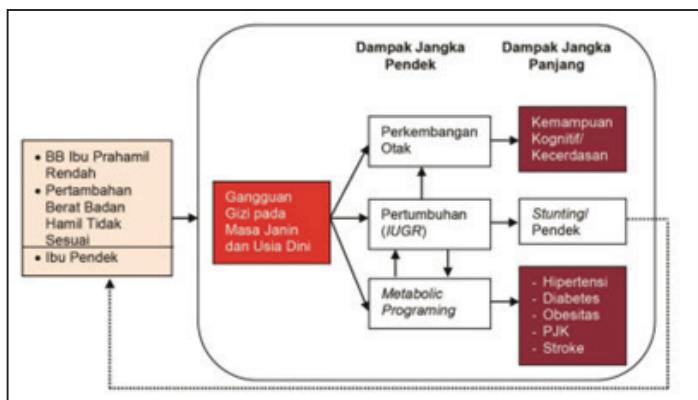 Dampak Jangka
Pendek
Dampak Jangka
Panjang
• BB Ibu Prahamil
Rendah
• Pertambahan
Berat Badan
Hamil Tidak
Sesuai
• Ibu Pendek
Gangguan
Gizi pada
Masa Janin
dan Usia Dini
Perkembangan
Otak
Kemampuan
Kognitif/
Kecerdasan
Pertumbuhan
(IUGR)
Stunting/
Pendek
Metabolic
Programing
- Hipertensi
- Diabetes
- Obesitas
- PJK
- Stroke